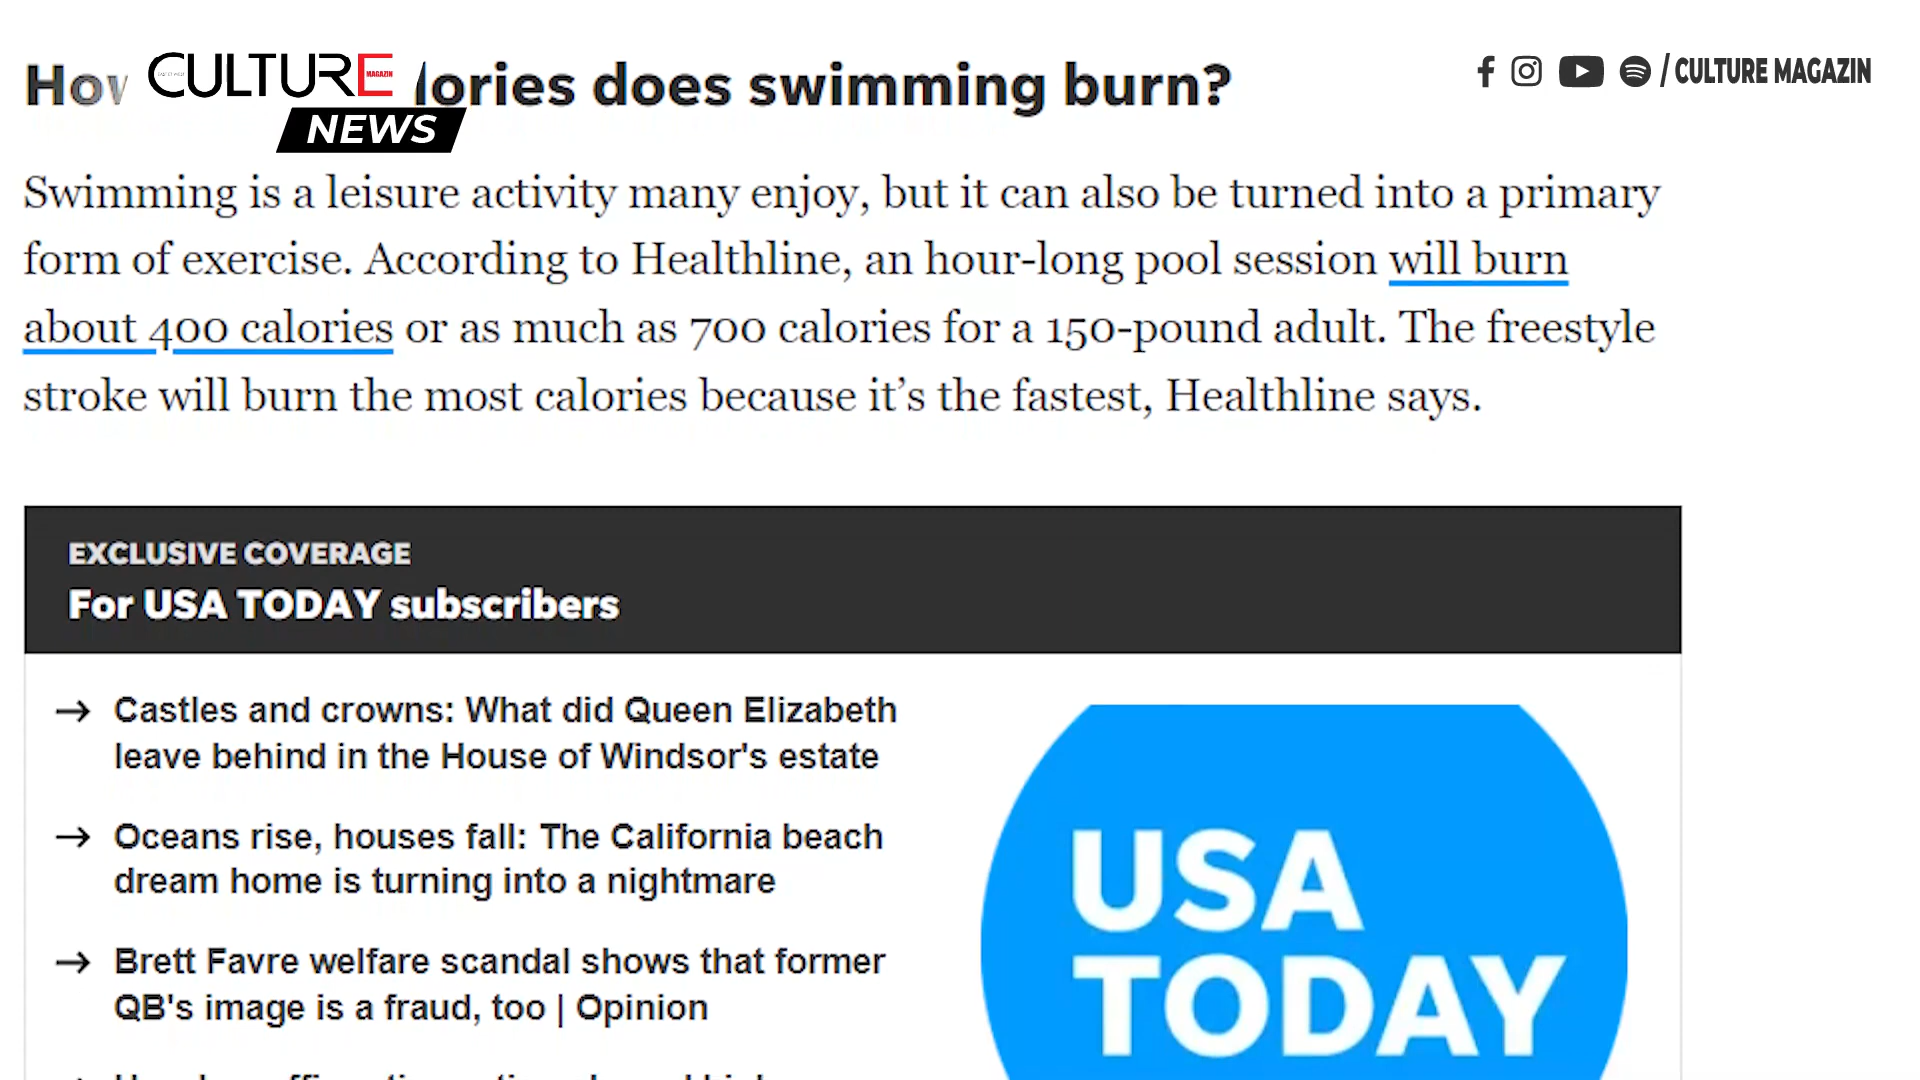 CULTURE
MAGAZIN
NEWS
/ CULTURE MAGAZIN
does swimming burn?
Swimming is a leisure activity many enjoy, but it can also be turned into a primary
form of exercise. According to Healthline, an hour-long pool session will burn
about 400 calories or as much as 700 calories for a 150-pound adult. The freestyle
stroke will burn the most calories because it’s the fastest, Healthline says.
EXCLUSIVE COVERAGE
For USA TODAY subscribers
→ Castles and crowns: What did Queen Elizabeth
leave behind in the House of Windsor's estate
→ Oceans rise, houses fall: The California beach
dream home is turning into a nightmare
→ Brett Favre welfare scandal shows that former
QB's image is a fraud, too | Opinion
USA
TODAY